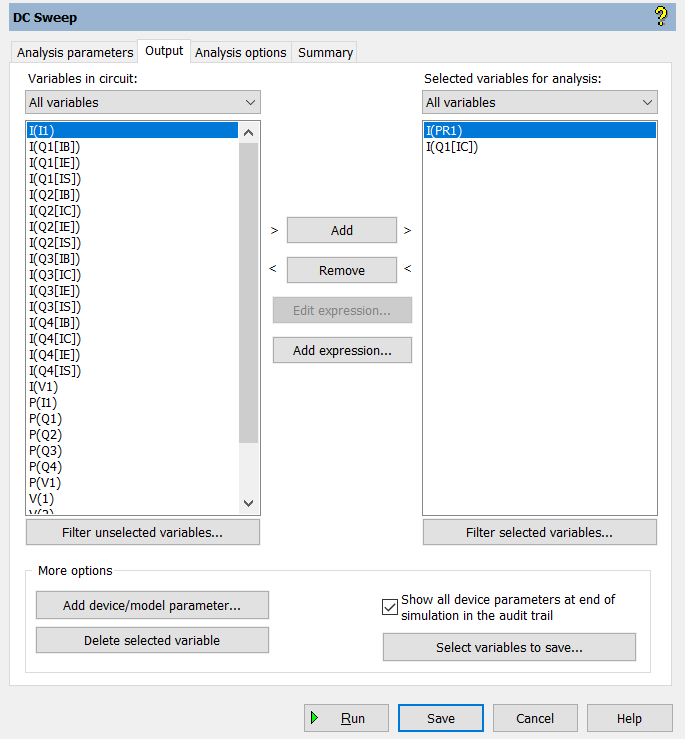 DC Sweep
?
Analysis parameters
Output
Analysis options
Summary
Variables in circuit:
All variables
I(I1)
I(Q1[IB])
I(Q1[IE])
I(Q1[IS])
I(Q2[IB])
I(Q2[IC])
I(Q2[IE])
I(Q2[IS])
I(Q3[IB])
I(Q3[IC])
I(Q3[IE])
I(Q3[IS])
I(Q4[IB])
I(Q4[IC])
I(Q4[IE])
I(Q4[IS])
I(V1)
P(I1)
P(Q1)
P(Q2)
P(Q3)
P(Q4)
P(V1)
V(1)
Filter unselected variables...
> Add >
< Remove <
Edit expression...
Add expression...
Selected variables for analysis:
All variables
I(PR1)
I(Q1[IC])
Filter selected variables...
More options
Add device/model parameter...
Delete selected variable
Show all device parameters at end of
simulation in the audit trail
Select variables to save...
Run
Save
Cancel
Help